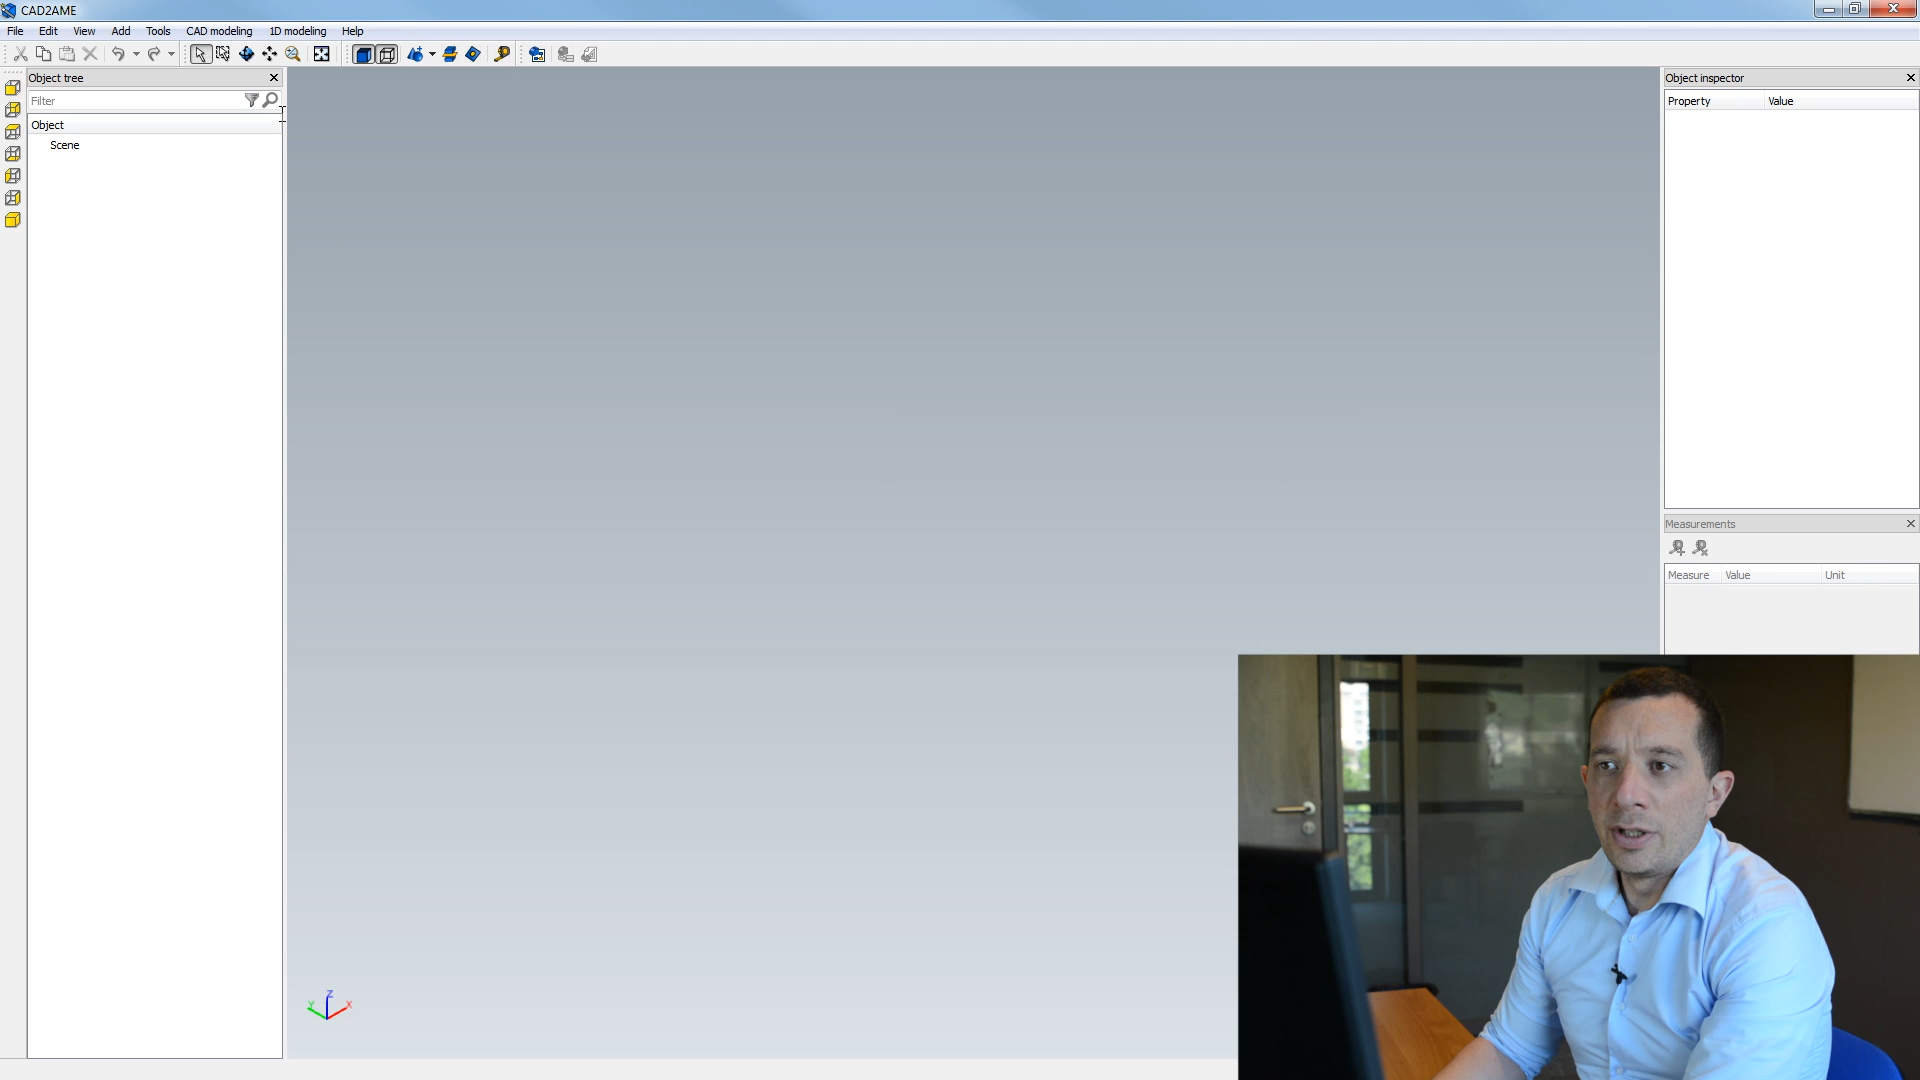 CAD2AME
File Edit View Add Tools CAD modeling 1D modeling Help
Object tree
Filter
Object
Scene
Object inspector
Property Value
Measurements
Measure Value Unit
Z
Y X